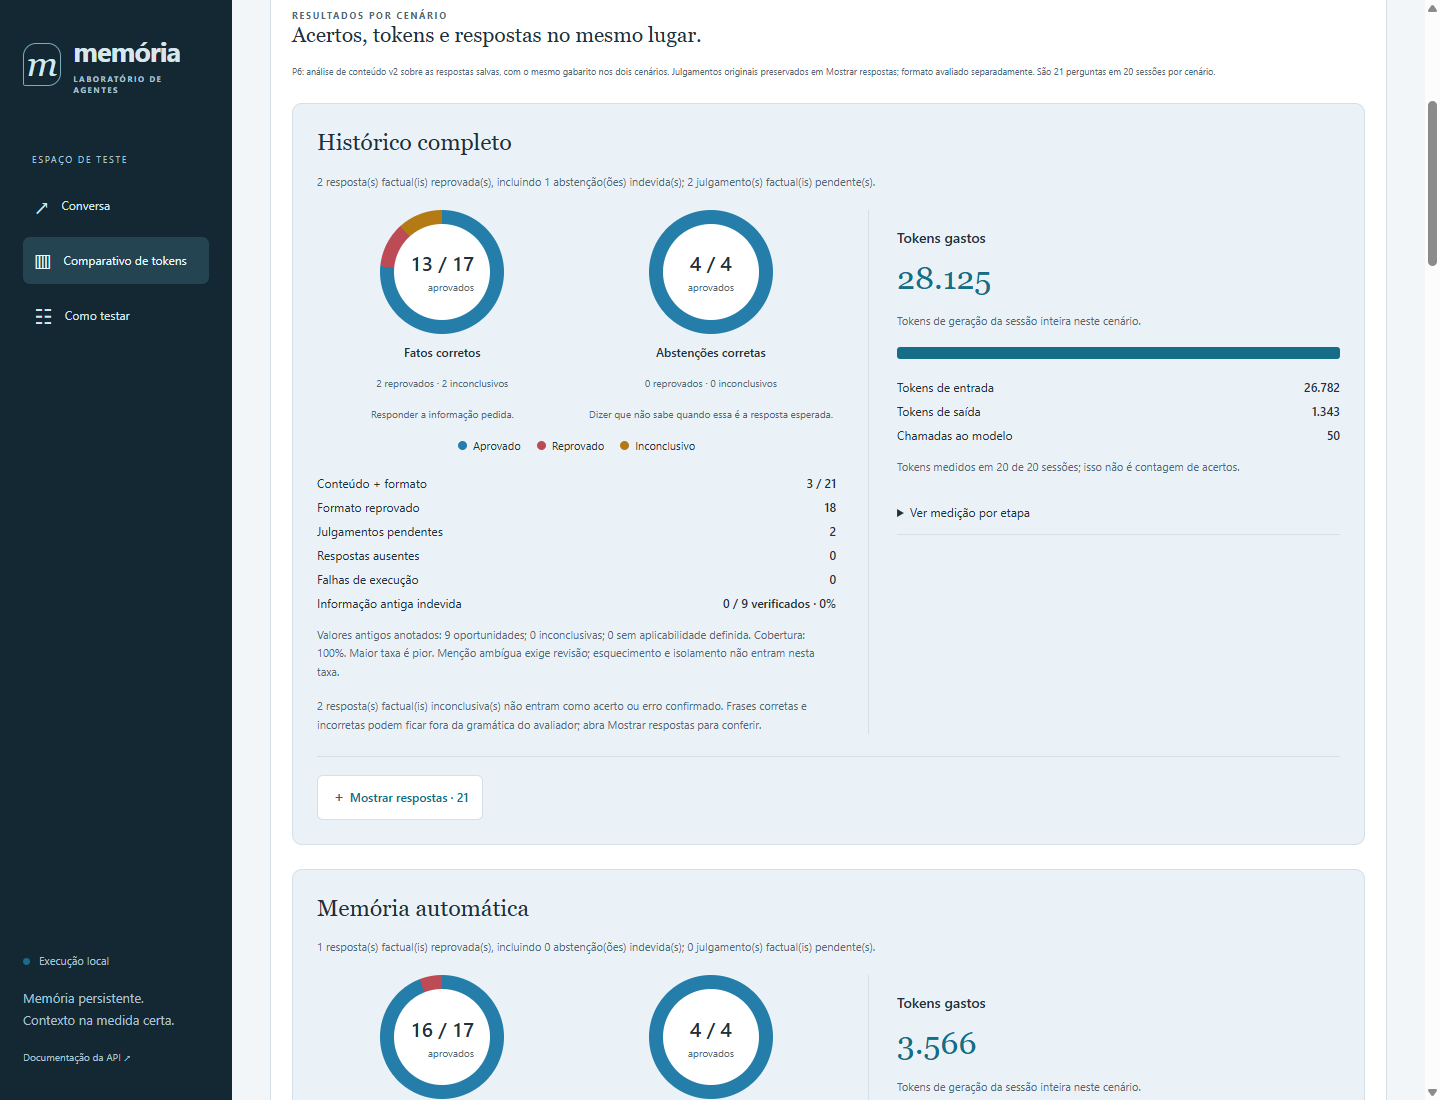 m memória
LABORATÓRIO DE
AGENTES
ESPAÇO DE TESTE
Conversa
Comparativo de tokens
Como testar
Execução local
Memória persistente.
Contexto na medida certa.
Documentação da API ↗
RESULTADOS POR CENÁRIO
Acertos, tokens e respostas no mesmo lugar.
P6: análise de conteúdo v2 sobre as respostas salvas, com o mesmo gabarito nos dois cenários. Julgamentos originais preservados em Mostrar respostas; formato avaliado separadamente. São 21 perguntas em 20 sessões por cenário.
Histórico completo
2 resposta(s) factual(is) reprovada(s), incluindo 1 abstenção(ões) indevida(s); 2 julgamento(s) factual(is) pendente(s).
13 / 17
aprovados
Fatos corretos
2 reprovados · 2 inconclusivos
Responder a informação pedida.
4 / 4
aprovados
Abstenções corretas
0 reprovados · 0 inconclusivos
Dizer que não sabe quando essa é a resposta esperada.
Aprovado Reprovado Inconclusivo
Conteúdo + formato 3 / 21
Formato reprovado 18
Julgamentos pendentes 2
Respostas ausentes 0
Falhas de execução 0
Informação antiga indevida 0 / 9 verificados · 0%
Valores antigos anotados: 9 oportunidades; 0 inconclusivas; 0 sem aplicabilidade definida. Cobertura:
100%. Maior taxa é pior. Menção ambígua exige revisão; esquecimento e isolamento não entram nesta
taxa.
2 resposta(s) factual(is) inconclusiva(s) não entram como acerto ou erro confirmado. Frases corretas e
incorretas podem ficar fora da gramática do avaliador; abra Mostrar respostas para conferir.
Tokens gastos
28.125
Tokens de geração da sessão inteira neste cenário.
Tokens de entrada 26.782
Tokens de saída 1.343
Chamadas ao modelo 50
Tokens medidos em 20 de 20 sessões; isso não é contagem de acertos.
▶ Ver medição por etapa
+ Mostrar respostas · 21
Memória automática
1 resposta(s) factual(is) reprovada(s), incluindo 0 abstenção(ões) indevida(s); 0 julgamento(s) factual(is) pendente(s).
16 / 17
aprovados
4 / 4
aprovados
Tokens gastos
3.566
Tokens de geração da sessão inteira neste cenário.